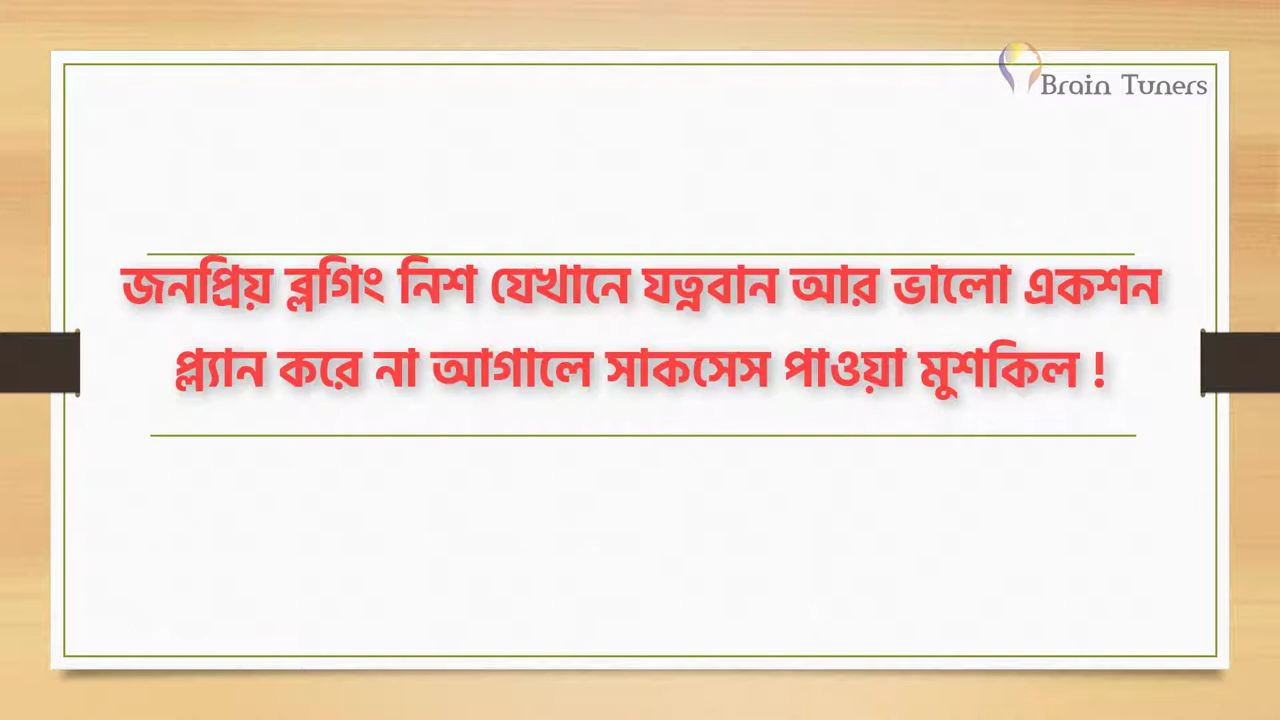 Brain Tuners
জনপ্রিয় ব্লগিং নিশ যেখানে যত্নবান আর ভালো একশন
প্ল্যান করে না আগালে সাকসেস পাওয়া মুশকিল !